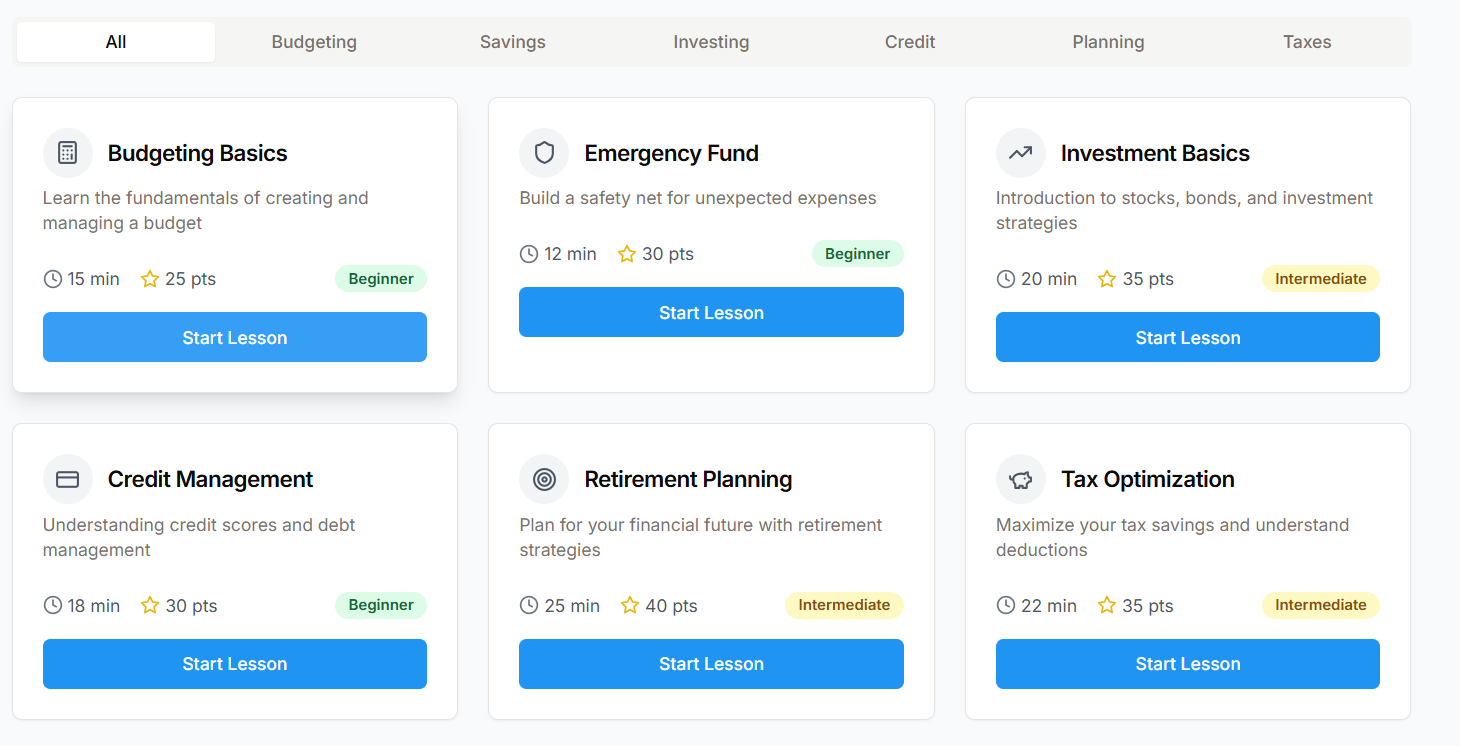 All
Budgeting
Savings
Investing
Credit
Planning
Taxes
Budgeting Basics
Learn the fundamentals of creating and
managing a budget
15 min 25 pts Beginner
Start Lesson
Emergency Fund
Build a safety net for unexpected expenses
12 min 30 pts Beginner
Start Lesson
Investment Basics
Introduction to stocks, bonds, and investment
strategies
20 min 35 pts Intermediate
Start Lesson
Credit Management
Understanding credit scores and debt
management
18 min 30 pts Beginner
Start Lesson
Retirement Planning
Plan for your financial future with retirement
strategies
25 min 40 pts Intermediate
Start Lesson
Tax Optimization
Maximize your tax savings and understand
deductions
22 min 35 pts Intermediate
Start Lesson